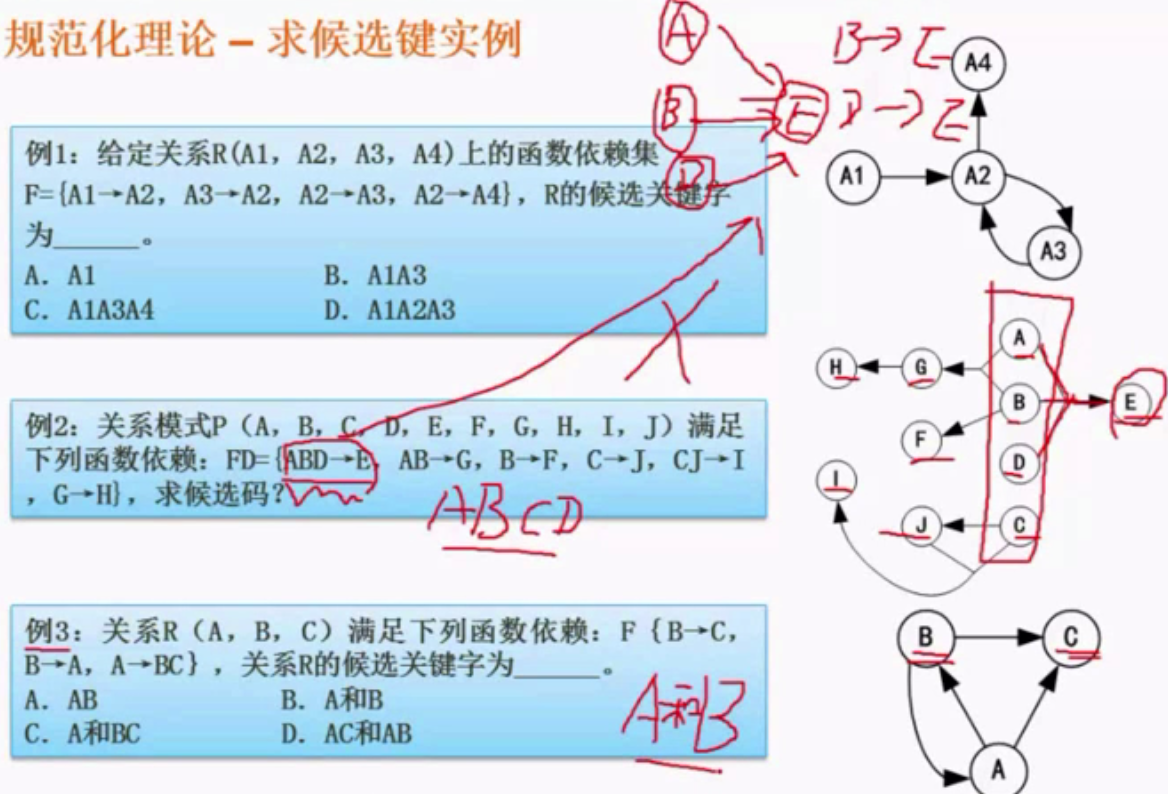 规范化理论 – 求候选键实例
例1：给定关系R(A1, A2, A3, A4)上的函数依赖集
F={A1→A2, A3→A2, A2→A3, A2→A4}, R的候选关键字
为______。
A. A1 B. A1A3
C. A1A3A4 D. A1A2A3
例2：关系模式P（A, B, C, D, E, F, G, H, I, J）满足
下列函数依赖：FD={ABD→E, AB→G, B→F, C→J, CJ→I
, G→H}, 求候选码？
ABCD
例3：关系R（A, B, C）满足下列函数依赖：F {B→C,
B→A, A→BC}, 关系R的候选关键字为______。
A. AB B. A和B
C. A和BC D. AC和AB
A和B
A
B
D
E
B→E
D→E
A4
A1
A2
A3
A
H
G
B
E
F
D
I
J
C
B
C
A